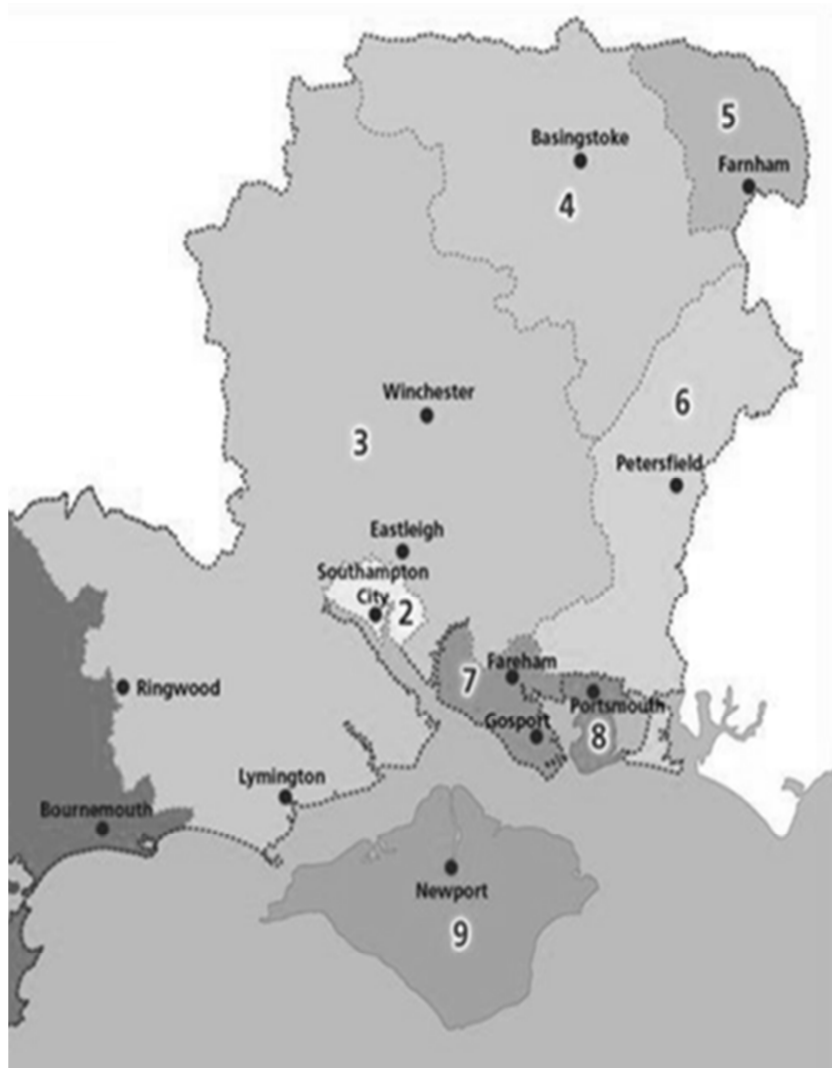 5
Basingstoke
Farnham
4
Winchester
6
3
Petersfield
Eastleigh
Southampton
City
2
Fareham
7
Ringwood
Portsmouth
Gosport
8
Lymington
Bournemouth
Newport
9